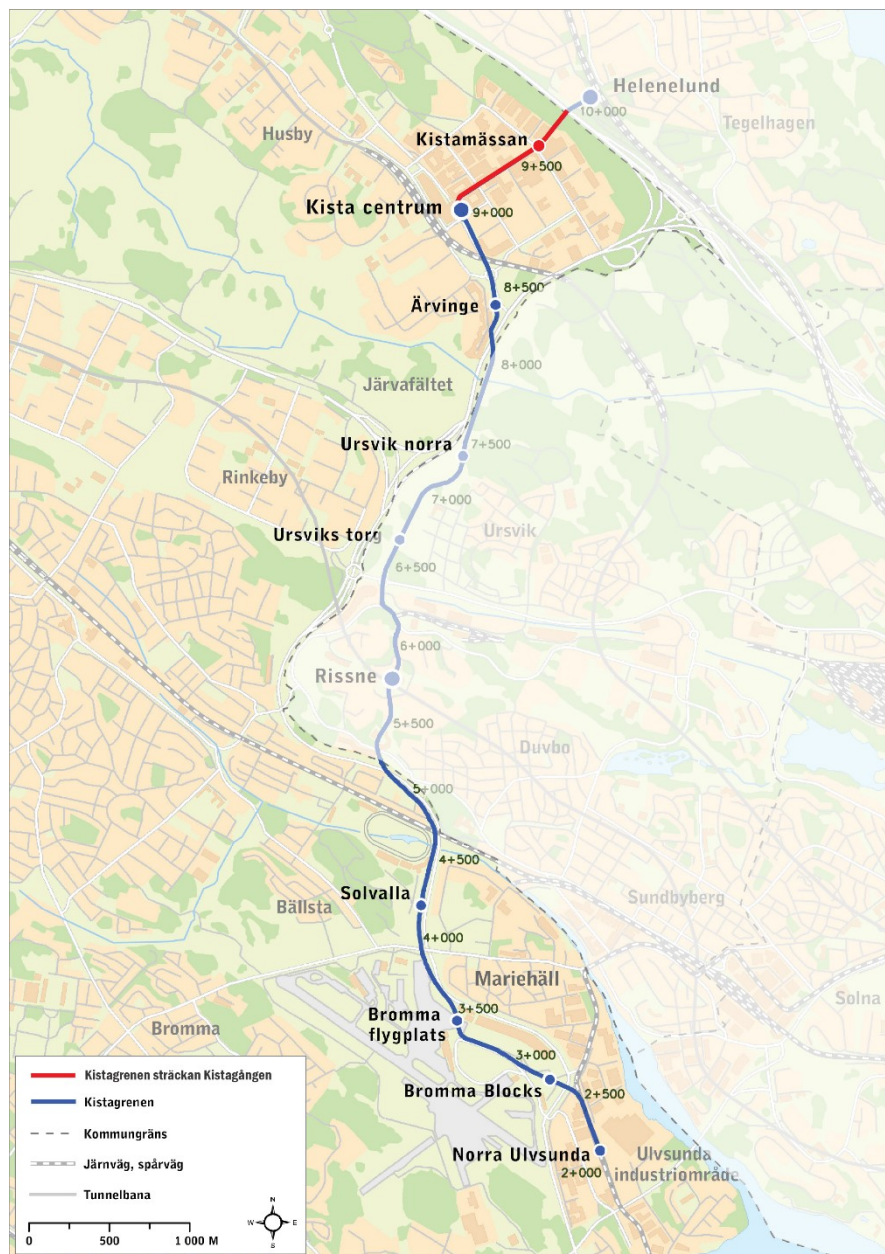 Helenelund
10+000
Tegelhagen
Husby
Kistamässan
9+500
Kista centrum
9+000
8+500
Ärvinge
8+000
Järvafältet
Ursvik norra
7+500
Rinkeby
7+000
Ursviks torg
Ursvik
6+500
6+000
Rissne
5+500
Duvbo
5+000
4+500
Solvalla
Bällsta
Sundbyberg
4+000
Mariehäll
Solna
3+500
Bromma
flygplats
Bromma
3+000
Bromma Blocks
2+500
Norra Ulvsunda
2+000
Ulvsunda
industriområde
Kistagrenen sträckan Kistagången
Kistagrenen
Kommungräns
Järnväg, spårväg
Tunnelbana
N
W E
S
0 500 1 000 M